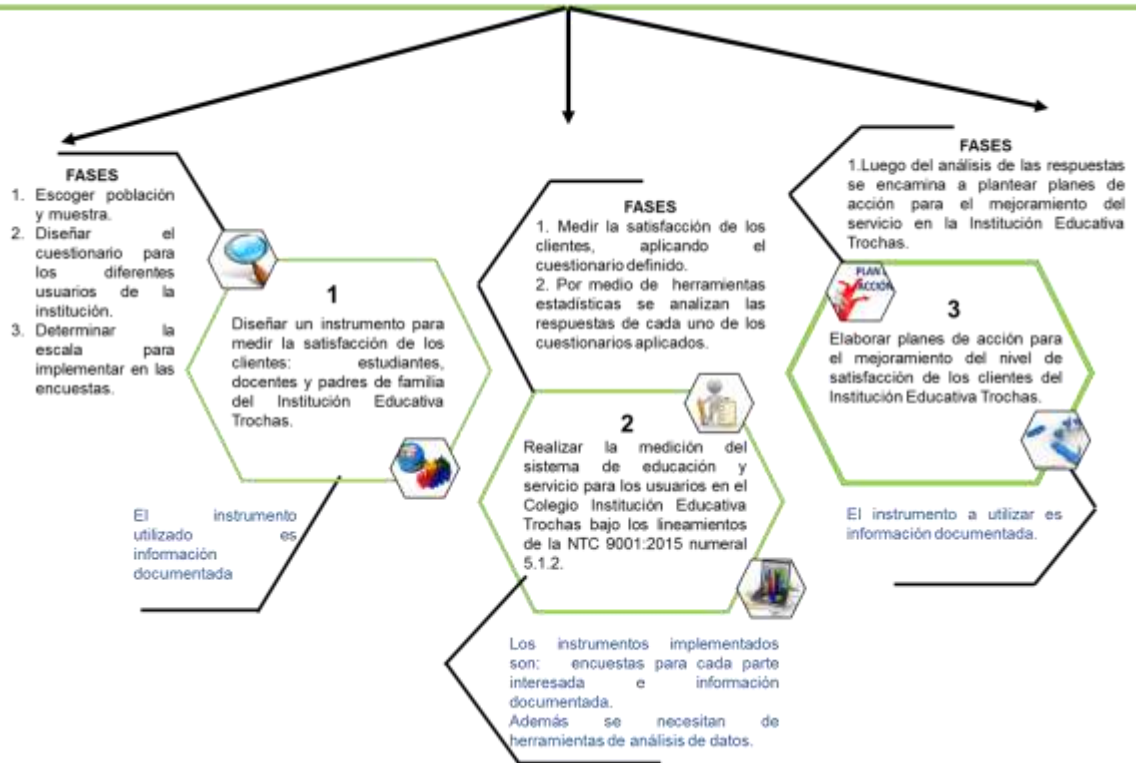 FASES
1. Escoger población
y muestra.
2. Diseñar el
cuestionario para
los diferentes
usuarios de la
institución.
3. Determinar la
escala para
implementar en las
encuestas.
1
Diseñar un instrumento para
medir la satisfacción de los
clientes: estudiantes,
docentes y padres de familia
del Institución Educativa
Trochas.
El instrumento
utilizado es
información
documentada
FASES
1. Medir la satisfacción de los
clientes, aplicando el
cuestionario definido.
2. Por medio de herramientas
estadísticas se analizan las
respuestas de cada uno de los
cuestionarios aplicados.
2
Realizar la medición del
sistema de educación y
servicio para los usuarios en el
Colegio Institución Educativa
Trochas bajo los lineamientos
de la NTC 9001:2015 numeral
5.1.2.
Los instrumentos implementados
son: encuestas para cada parte
interesada e información
documentada.
Además se necesitan de
herramientas de análisis de datos.
FASES
1.Luego del análisis de las respuestas
se encamina a plantear planes de
acción para el mejoramiento del
servicio en la Institución Educativa
Trochas.
PLAN
ACCIÓN
3
Elaborar planes de acción para
el mejoramiento del nivel de
satisfacción de los clientes del
Institución Educativa Trochas.
El instrumento a utilizar es
información documentada.